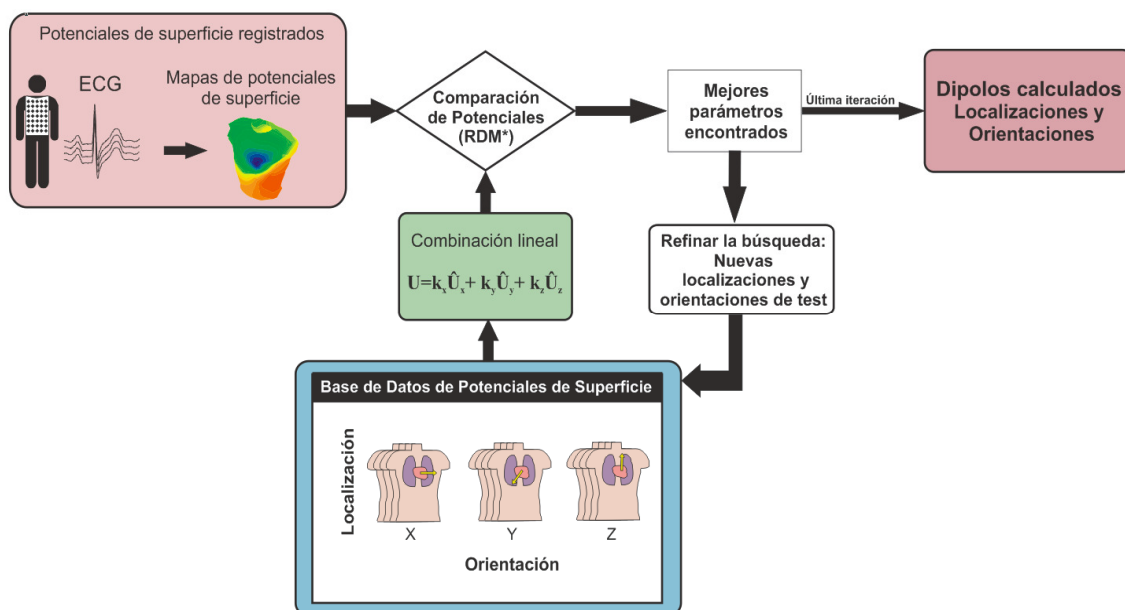 Potenciales de superficie registrados
ECG
Mapas de potenciales
de superficie
Comparación
de Potenciales
(RDM*)
Mejores
parámetros
encontrados
Última iteración
Dipolos calculados
Localizaciones y
Orientaciones
Combinación lineal
U=kₓÛₓ+ k_yÛ_y+ k_zÛ_z
Refinar la búsqueda:
Nuevas
localizaciones y
orientaciones de test
Base de Datos de Potenciales de Superficie
Localización
X
Y
Z
Orientación